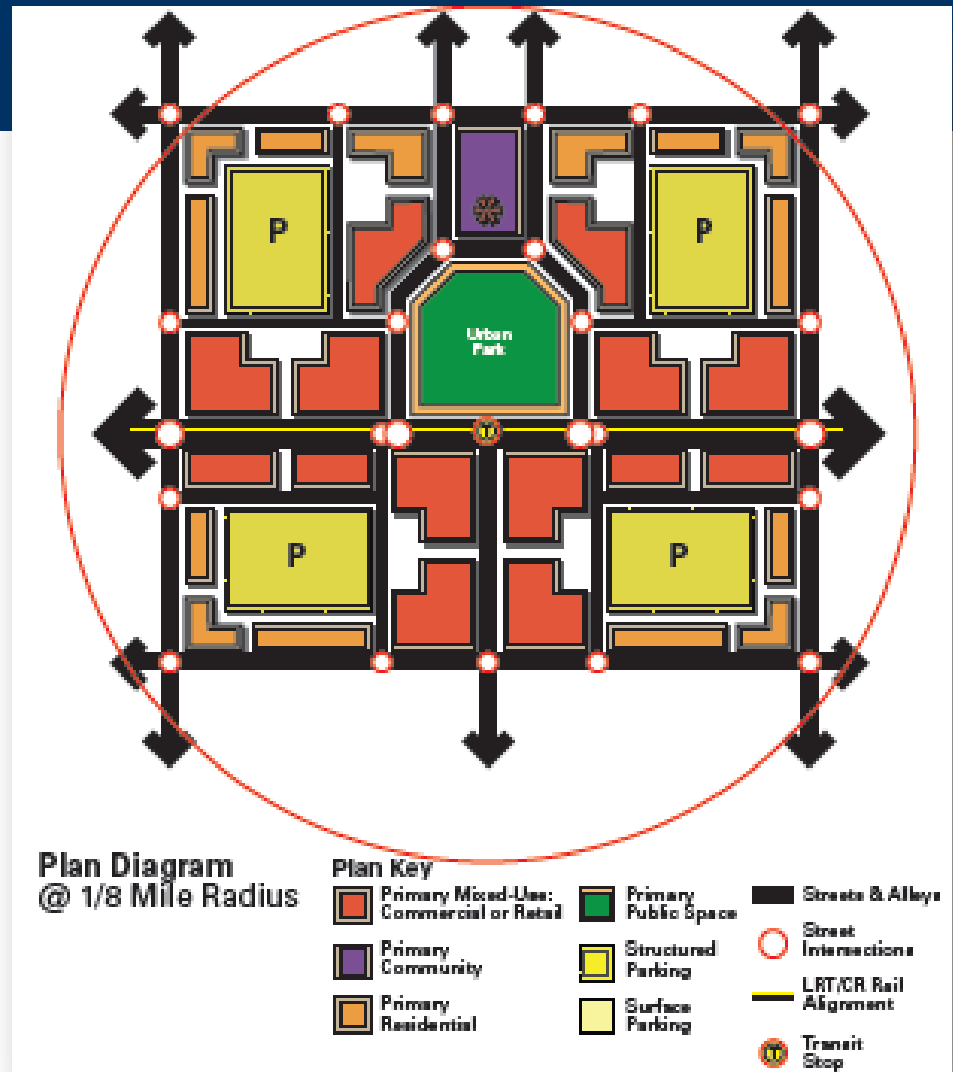 P
P
Urban
Park
T
P
P
Plan Diagram
@ 1/8 Mile Radius
Plan Key
Primary Mixed-Use:
Commercial or Retail
Primary
Community
Primary
Residential
Primary
Public Space
Structured
Parking
Surface
Parking
Streets & Alleys
Street
Intersections
LRT/CR Rail
Alignment
T
Transit
Stop